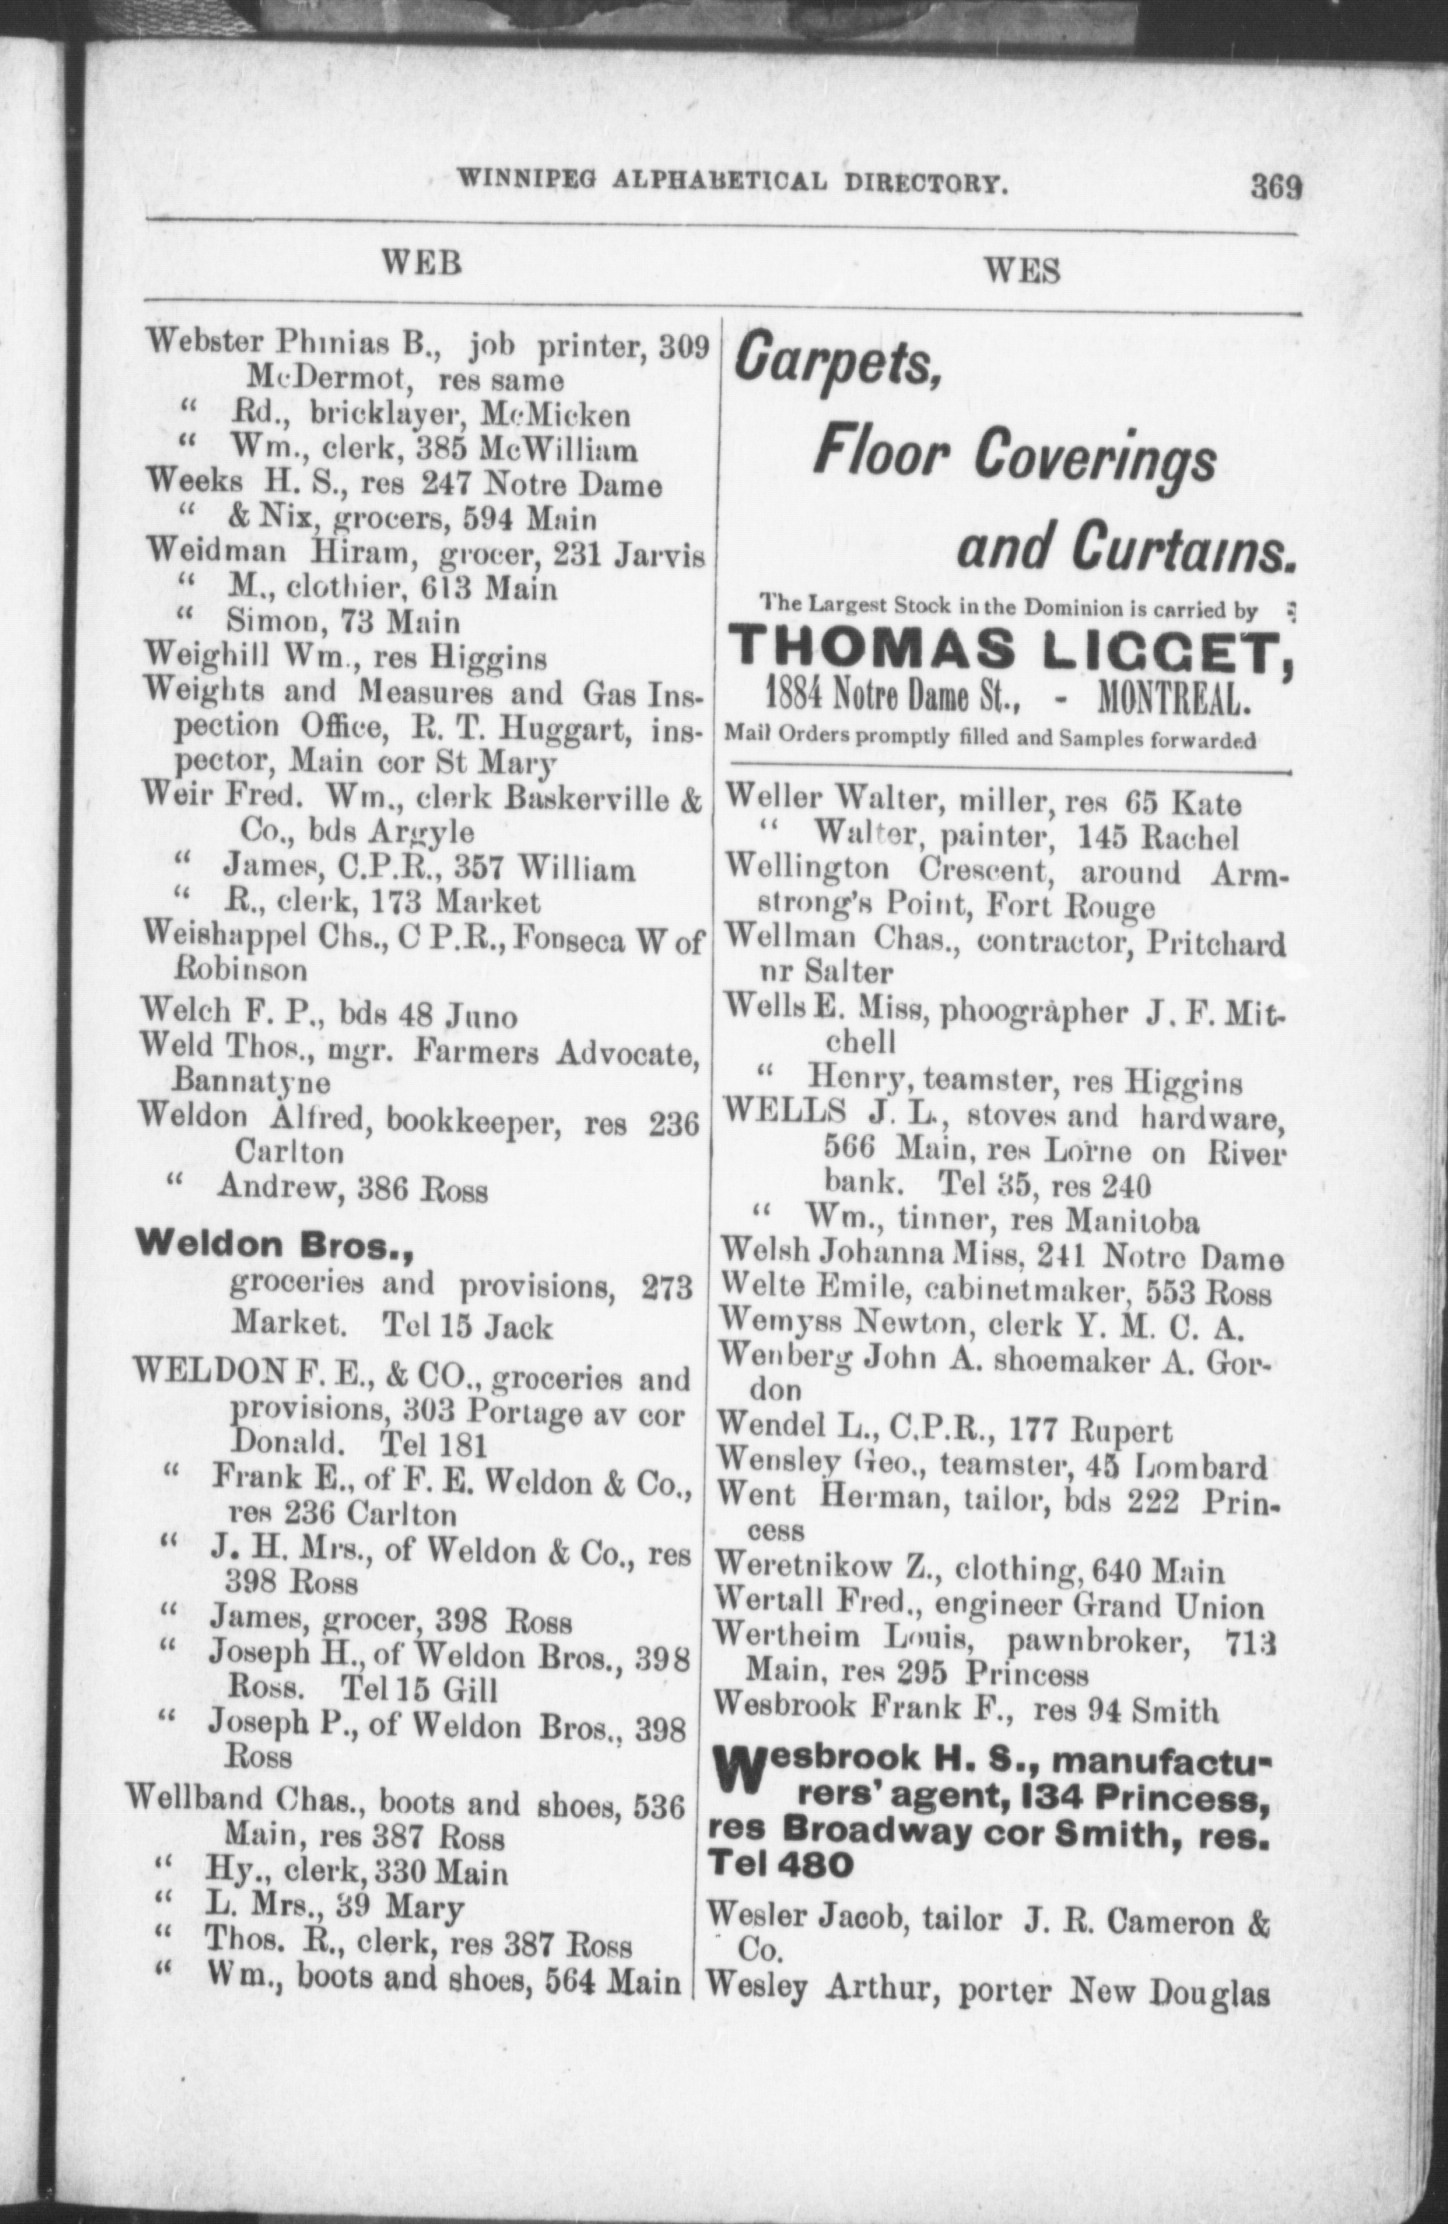 WINNIPEG ALPHABETICAL DIRECTORY. 369
WEB
WES
Webster Phinias B., job printer, 309
McDermot, res same
“ Rd., bricklayer, McMicken
“ Wm., clerk, 385 McWilliam
Weeks H. S., res 247 Notre Dame
“ & Nix, grocers, 594 Main
Weidman Hiram, grocer, 231 Jarvis
“ M., clothier, 613 Main
“ Simon, 73 Main
Weighill Wm., res Higgins
Weights and Measures and Gas Ins-
pection Office, R. T. Huggart, ins-
pector, Main cor St Mary
Weir Fred. Wm., clerk Baskerville &
Co., bds Argyle
“ James, C.P.R., 357 William
“ R., clerk, 173 Market
Weishappel Chs., C P.R., Fonseca W of
Robinson
Welch F. P., bds 48 Juno
Weld Thos., mgr. Farmers Advocate,
Bannatyne
Weldon Alfred, bookkeeper, res 236
Carlton
“ Andrew, 386 Ross
Weldon Bros.,
groceries and provisions, 273
Market. Tel 15 Jack
WELDON F. E., & CO., groceries and
provisions, 303 Portage av cor
Donald. Tel 181
“ Frank E., of F. E. Weldon & Co.,
res 236 Carlton
“ J. H. Mrs., of Weldon & Co., res
398 Ross
“ James, grocer, 398 Ross
“ Joseph H., of Weldon Bros., 398
Ross. Tel 15 Gill
“ Joseph P., of Weldon Bros., 398
Ross
Wellband Chas., boots and shoes, 536
Main, res 387 Ross
“ Hy., clerk, 330 Main
“ L. Mrs., 39 Mary
“ Thos. R., clerk, res 387 Ross
“ Wm., boots and shoes, 564 Main
Carpets,
Floor Coverings
and Curtains.
The Largest Stock in the Dominion is carried by
THOMAS LIGGET,
1884 Notre Dame St., - MONTREAL.
Mail Orders promptly filled and Samples forwarded
Weller Walter, miller, res 65 Kate
“ Walter, painter, 145 Rachel
Wellington Crescent, around Arm-
strong's Point, Fort Rouge
Wellman Chas., contractor, Pritchard
nr Salter
Wells E. Miss, phoographer J. F. Mit-
chell
“ Henry, teamster, res Higgins
WELLS J. L., stoves and hardware,
566 Main, res Lorne on River
bank. Tel 35, res 240
“ Wm., tinner, res Manitoba
Welsh Johanna Miss, 241 Notre Dame
Welte Emile, cabinetmaker, 553 Ross
Wemyss Newton, clerk Y. M. C. A.
Wenberg John A. shoemaker A. Gor-
don
Wendel L., C.P.R., 177 Rupert
Wensley Geo., teamster, 45 Lombard
Went Herman, tailor, bds 222 Prin-
cess
Weretnikow Z., clothing, 640 Main
Wertall Fred., engineer Grand Union
Wertheim Louis, pawnbroker, 713
Main, res 295 Princess
Wesbrook Frank F., res 94 Smith
Wesbrook H. S., manufactu-
rers' agent, 134 Princess,
res Broadway cor Smith, res.
Tel 480
Wesler Jacob, tailor J. R. Cameron &
Co.
Wesley Arthur, porter New Douglas